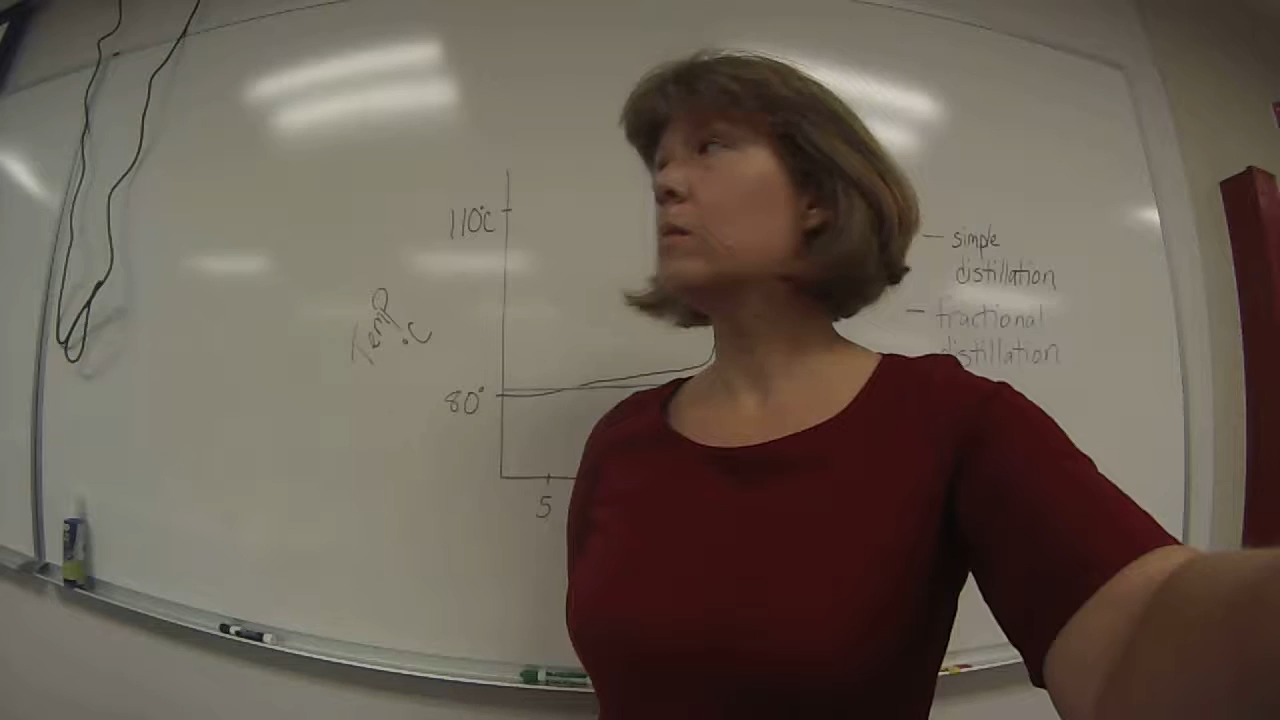 110°C
Temp
°C
80°
5
— simple
distillation
— fractional
distillation